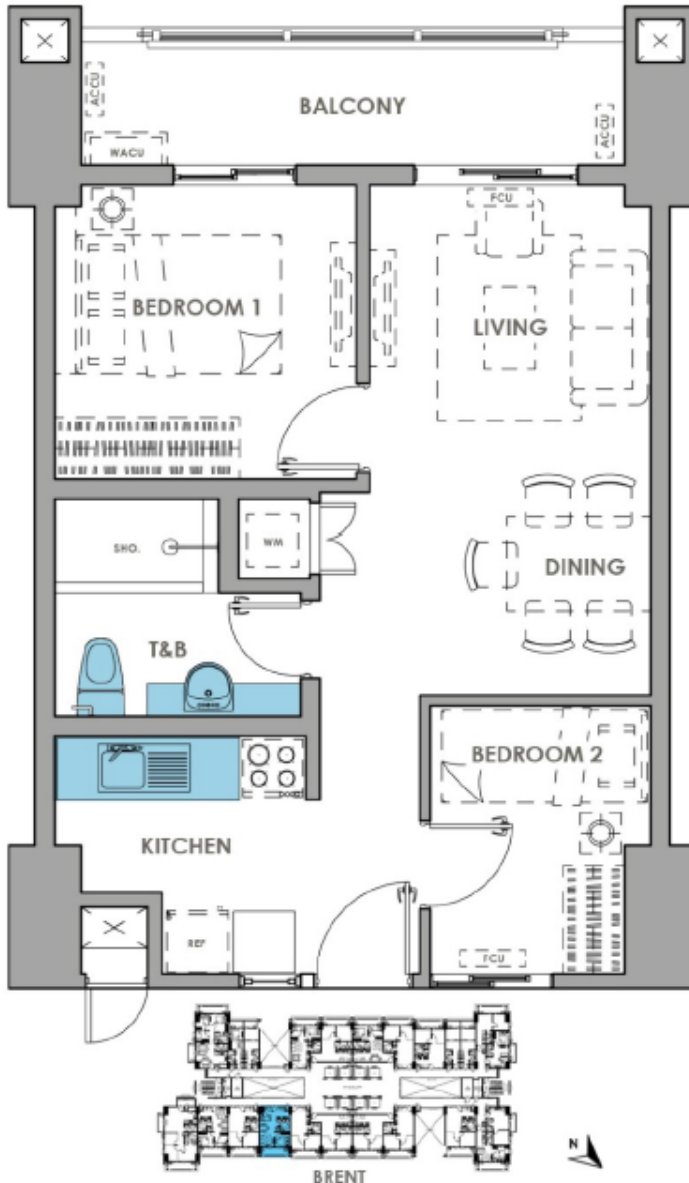 BALCONY
ACCU
ACCU
WACU
FCU
BEDROOM 1
LIVING
SHO.
WM
DINING
T&B
BEDROOM 2
KITCHEN
REF
FCU
N
BRENT